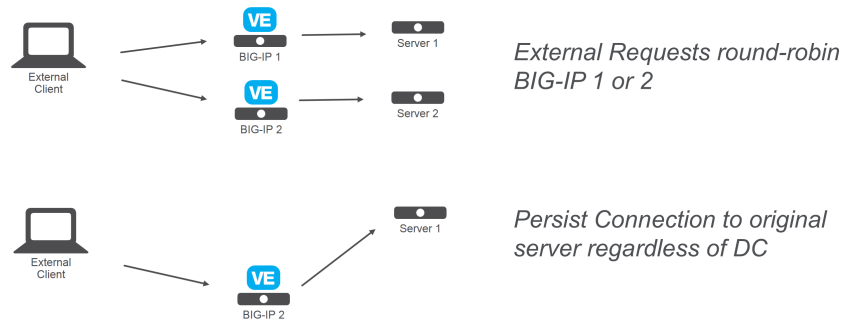 VE
BIG-IP 1
Server 1
External
Client
VE
BIG-IP 2
Server 2
External Requests round-robin
BIG-IP 1 or 2
External
Client
VE
BIG-IP 2
Server 1
Persist Connection to original
server regardless of DC